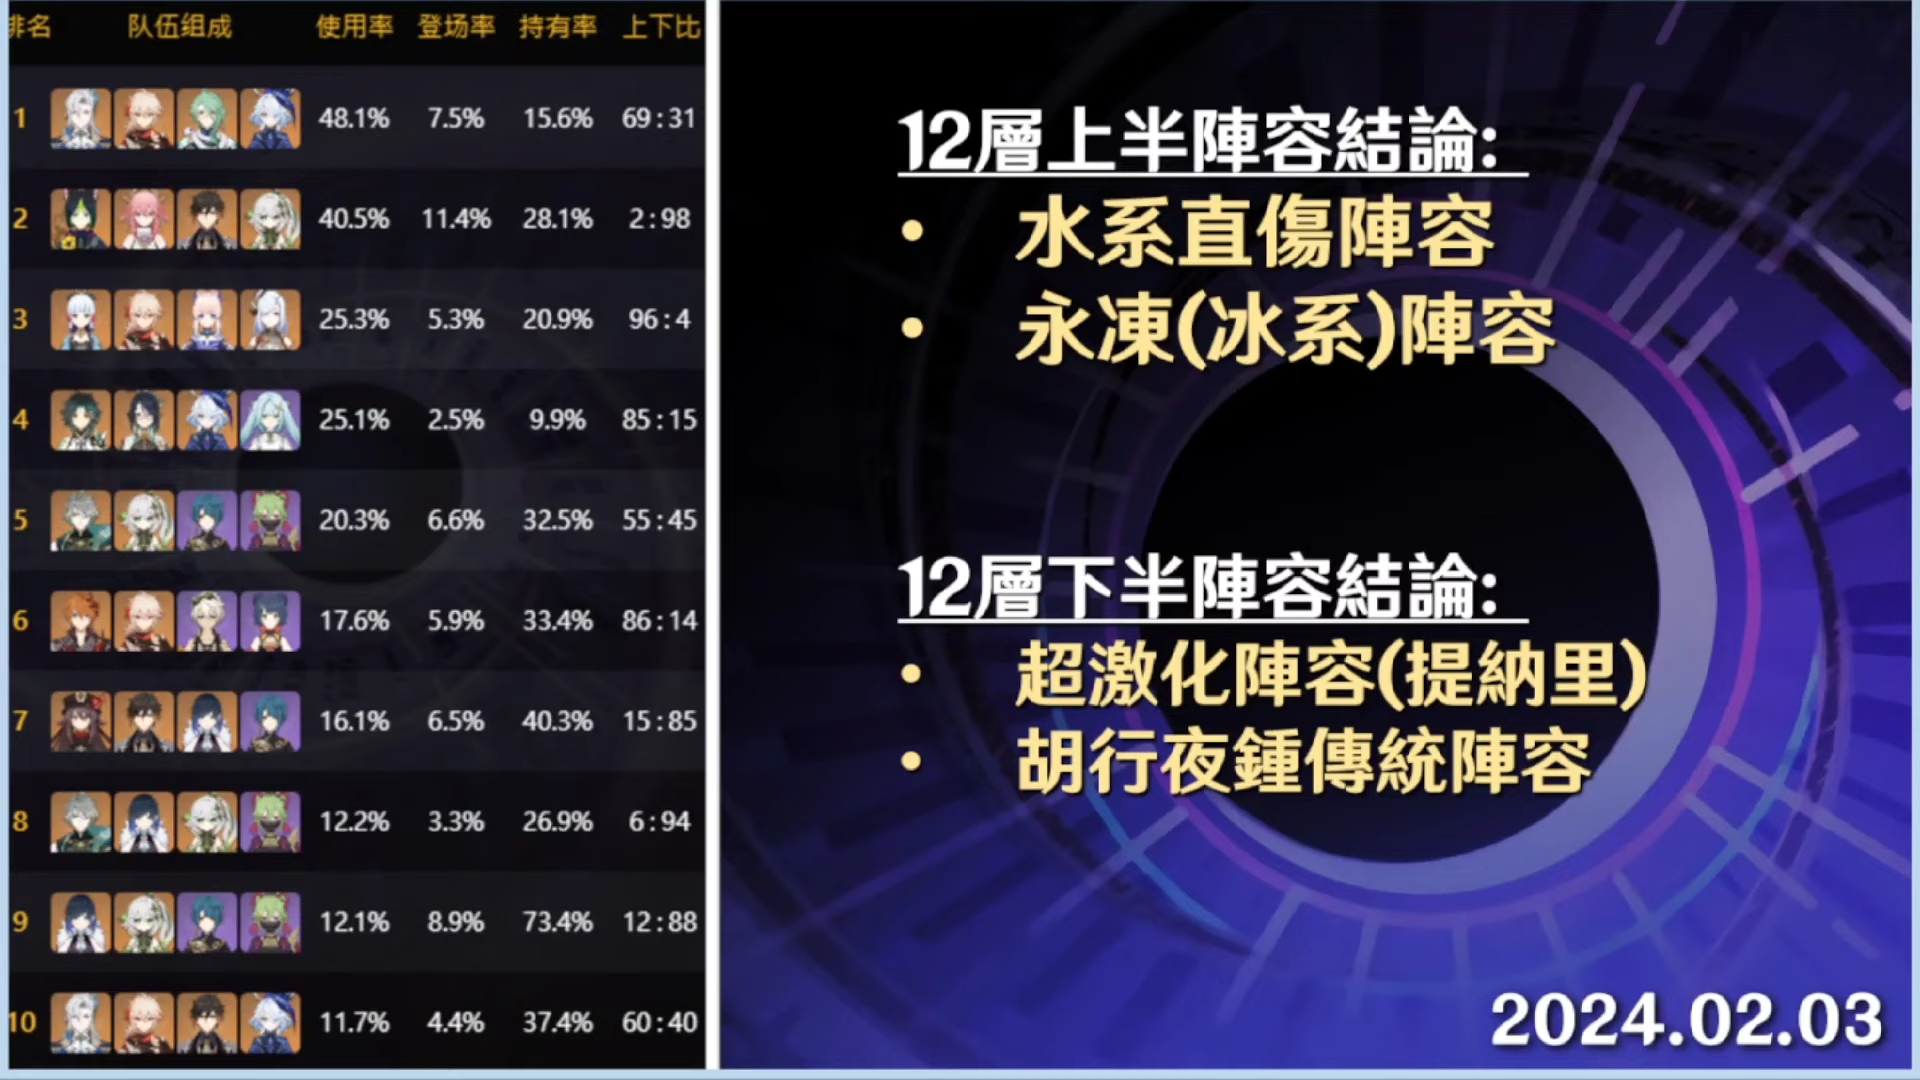 排名 队伍组成 使用率 登场率 持有率 上下比
1 48.1% 7.5% 15.6% 69:31
2 40.5% 11.4% 28.1% 2:98
3 25.3% 5.3% 20.9% 96:4
4 25.1% 2.5% 9.9% 85:15
5 20.3% 6.6% 32.5% 55:45
6 17.6% 5.9% 33.4% 86:14
7 16.1% 6.5% 40.3% 15:85
8 12.2% 3.3% 26.9% 6:94
9 12.1% 8.9% 73.4% 12:88
10 11.7% 4.4% 37.4% 60:40
12層上半陣容結論:
• 水系直傷陣容
• 永凍(冰系)陣容
12層下半陣容結論:
• 超激化陣容(提納里)
• 胡行夜鍾傳統陣容
2024.02.03